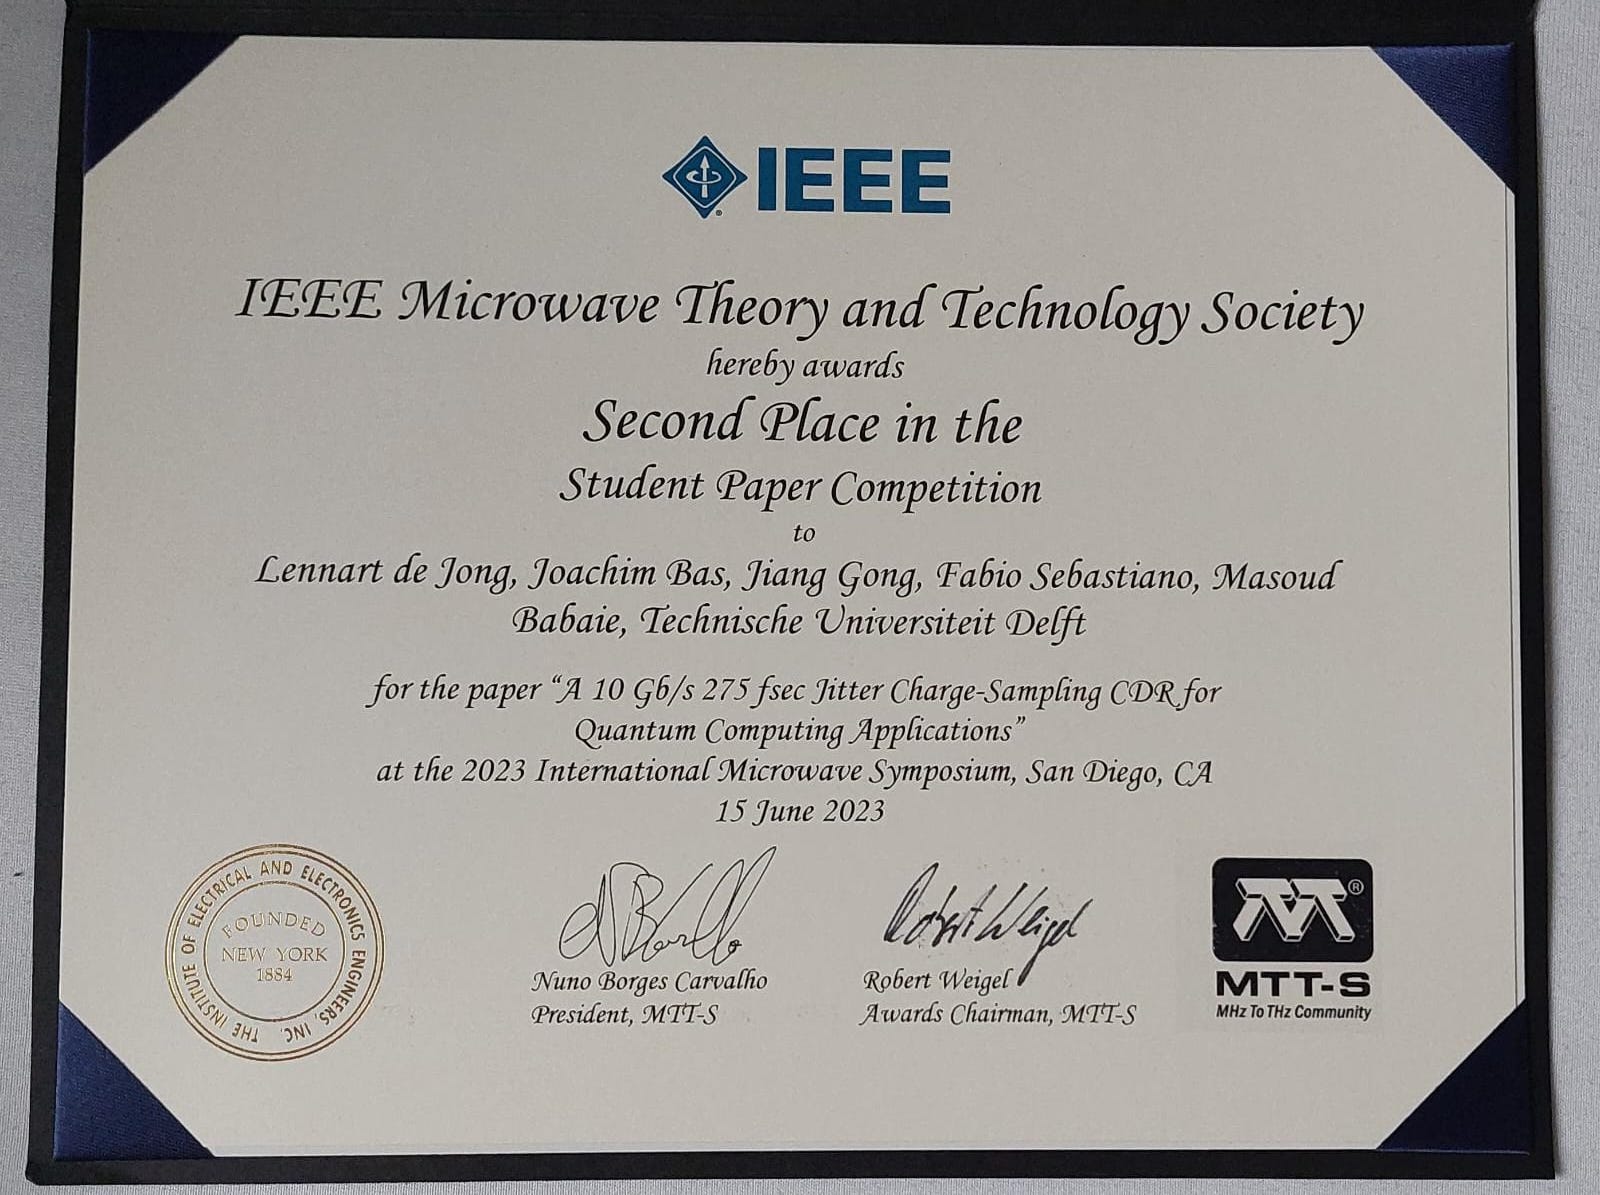 IEEE
IEEE Microwave Theory and Technology Society
hereby awards
Second Place in the
Student Paper Competition
to
Lennart de Jong, Joachim Bas, Jiang Gong, Fabio Sebastiano, Masoud
Babaie, Technische Universiteit Delft
for the paper “A 10 Gb/s 275 fsec Jitter Charge-Sampling CDR for
Quantum Computing Applications”
at the 2023 International Microwave Symposium, San Diego, CA
15 June 2023
THE INSTITUTE OF ELECTRICAL AND ELECTRONICS ENGINEERS, INC.
FOUNDED
NEW YORK
1884
Nuno Borges Carvalho
President, MTT-S
Robert Weigel
Robert Weigel
Awards Chairman, MTT-S
MTT®
MTT-S
MHz To THz Community